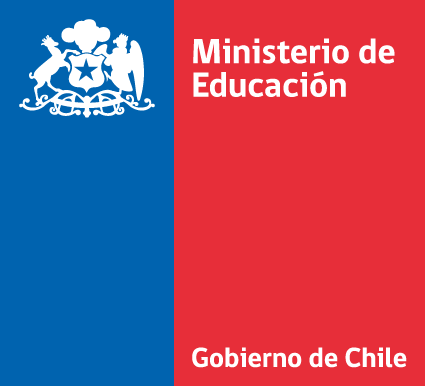 Ministerio de
Educación
Gobierno de Chile